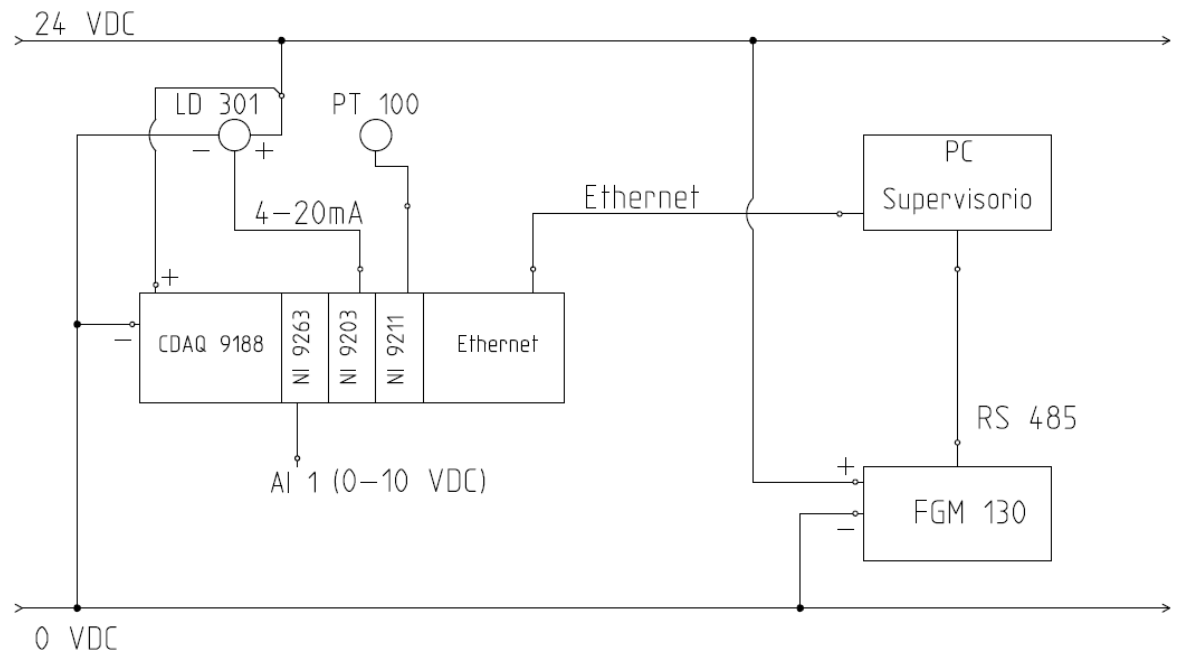 24 VDC
LD 301
PT 100
− +
4-20mA
Ethernet
PC
Supervisorio
+
−
CDAQ 9188
NI 9263
NI 9203
NI 9211
Ethernet
AI 1 (0-10 VDC)
RS 485
+
−
FGM 130
0 VDC